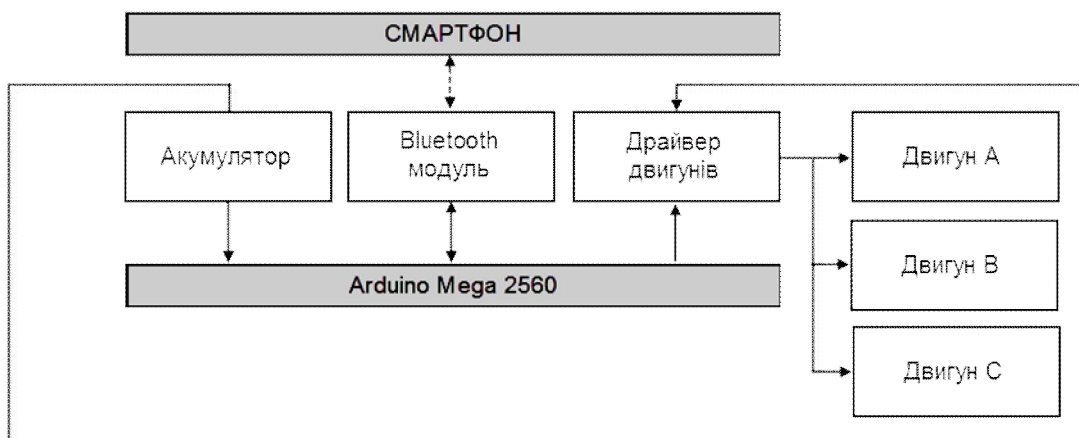 СМАРТФОН
Акумулятор
Bluetooth
модуль
Драйвер
двигунів
Двигун А
Arduino Mega 2560
Двигун В
Двигун С